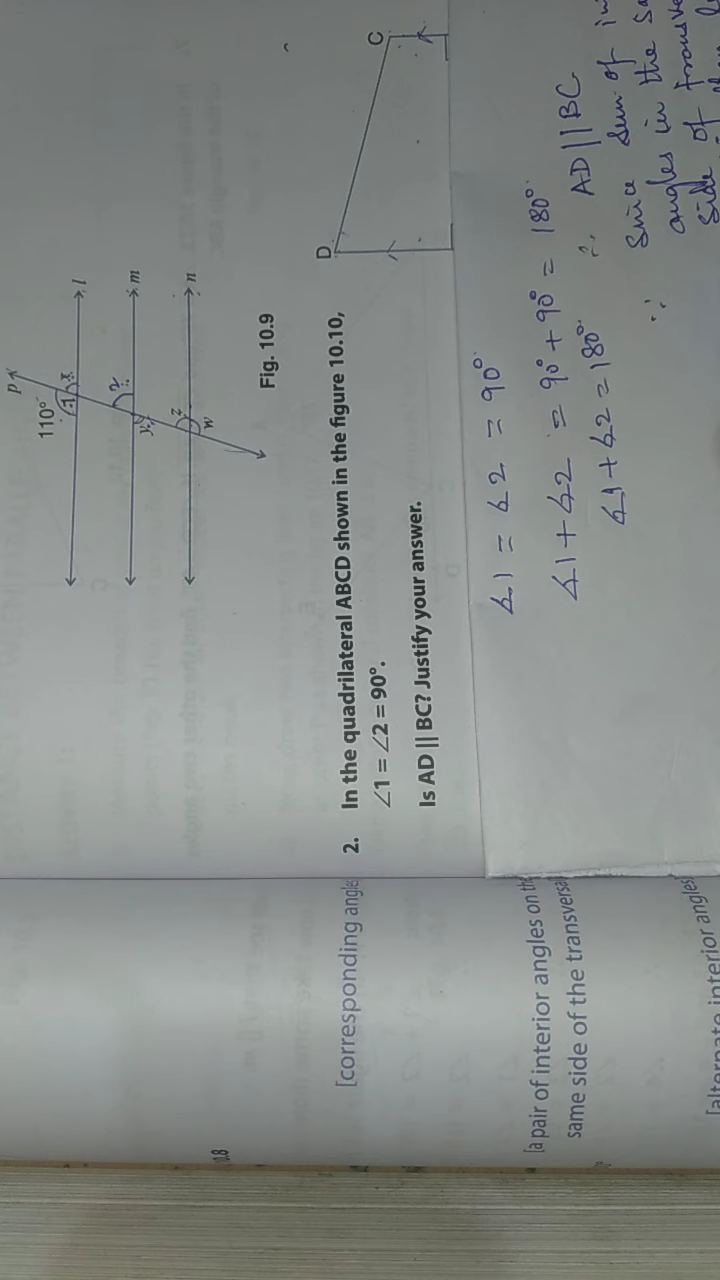 p
110°
1
x
l
2
m
y
z
n
w
Fig. 10.9
2. In the quadrilateral ABCD shown in the figure 10.10,
∠1 = ∠2 = 90°.
Is AD || BC? Justify your answer.
D
C
∠1 = ∠2 = 90°
∠1 + ∠2 = 90° + 90° = 180°
∠1 + ∠2 = 180° ∴ AD || BC
∵ Since sum of in
angles in the sa
side of transve
[corresponding angle
[a pair of interior angles on the
same side of the transversal
[alternate interior angles]